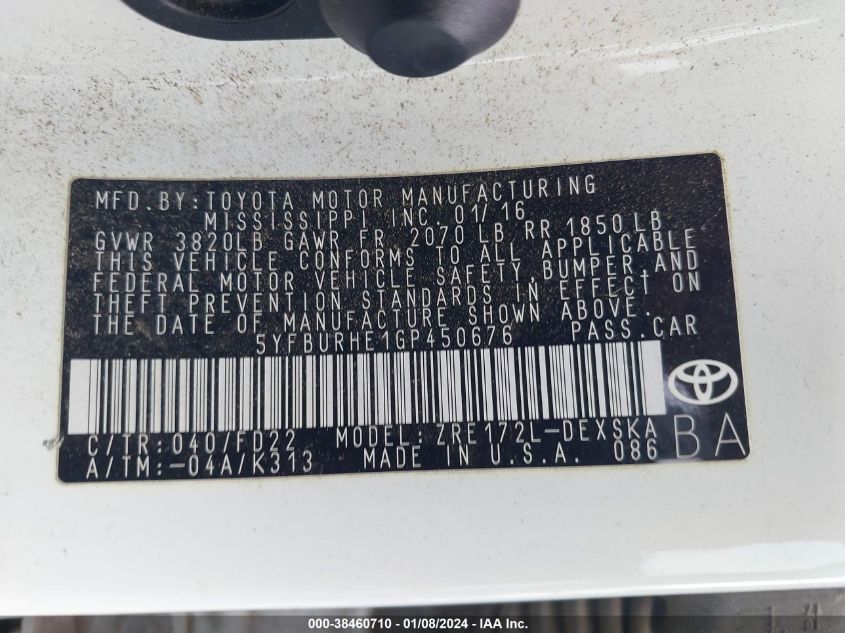 MFD. BY: TOYOTA MOTOR MANUFACTURING
MISSISSIPPI INC. 01/16
GVWR 3820LB GAWR FR 2070 LB RR 1850 LB
THIS VEHICLE CONFORMS TO ALL APPLICABLE
FEDERAL MOTOR VEHICLE SAFETY, BUMPER, AND
THEFT PREVENTION STANDARDS IN EFFECT ON
THE DATE OF MANUFACTURE SHOWN ABOVE.
5YFBURHE1GP450676 PASS. CAR
C/TR: 040/FD22 MODEL: ZRE172L-DEXSKA
A/TM: -04A/K313 MADE IN U.S.A. 086
BA
000-38460710 - 01/08/2024 - IAA Inc.